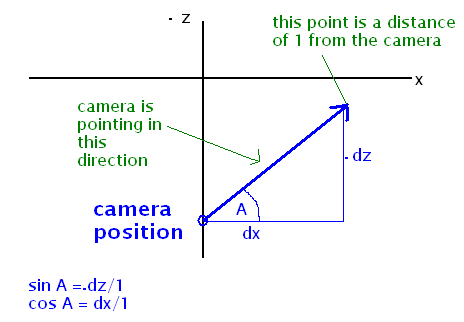 - z
this point is a distance
of 1 from the camera
x
camera is
pointing in
this
direction
- dz
camera
position
A
dx
sin A =-dz/1
cos A = dx/1